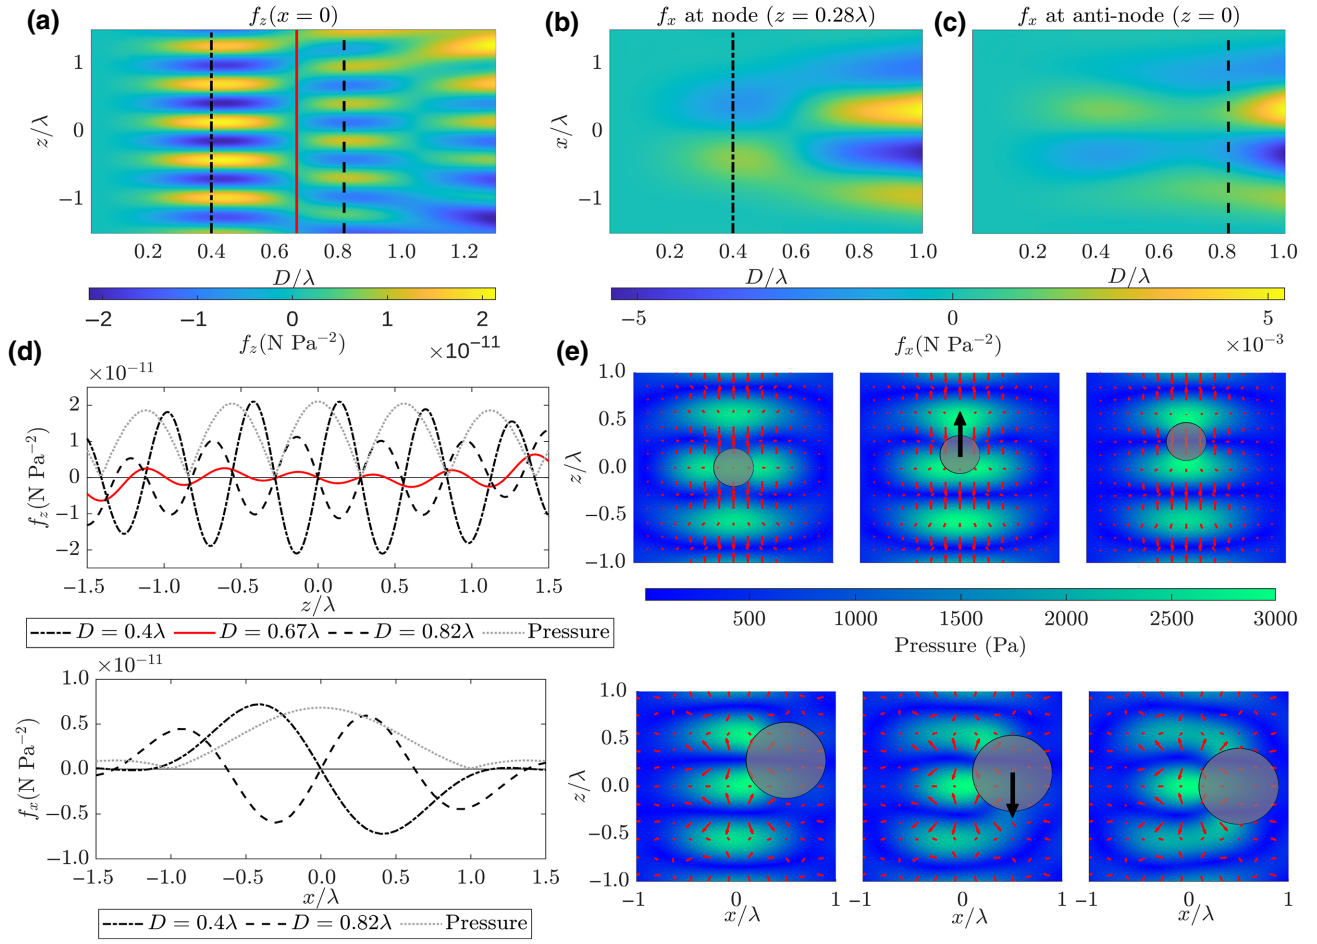 (a) f_z(x = 0)
(b) f_x at node (z = 0.28λ)
(c) f_x at anti-node (z = 0)
z/λ
1
0
−1
0.2 0.4 0.6 0.8 1.0 1.2
D/λ
−2 −1 0 1 2
f_z(N Pa⁻²)
×10⁻¹¹
x/λ
1
0
−1
0.2 0.4 0.6 0.8 1.0
D/λ
1
0
−1
0.2 0.4 0.6 0.8 1.0
D/λ
−5 0 5
f_x(N Pa⁻²)
×10⁻³
(d)
×10⁻¹¹
f_z(N Pa⁻²)
2
1
0
−1
−2
−1.5 −1.0 −0.5 0.0 0.5 1.0 1.5
z/λ
D = 0.4λ D = 0.67λ D = 0.82λ Pressure
×10⁻¹¹
f_x(N Pa⁻²)
1.0
0.5
0.0
−0.5
−1.0
−1.5 −1.0 −0.5 0.0 0.5 1.0 1.5
x/λ
D = 0.4λ D = 0.82λ Pressure
(e)
z/λ
1.0
0.5
0.0
−0.5
−1.0
500 1000 1500 2000 2500 3000
Pressure (Pa)
z/λ
1.0
0.5
0.0
−0.5
−1.0
−1 0 1
x/λ
−1 0 1
x/λ
−1 0 1
x/λ